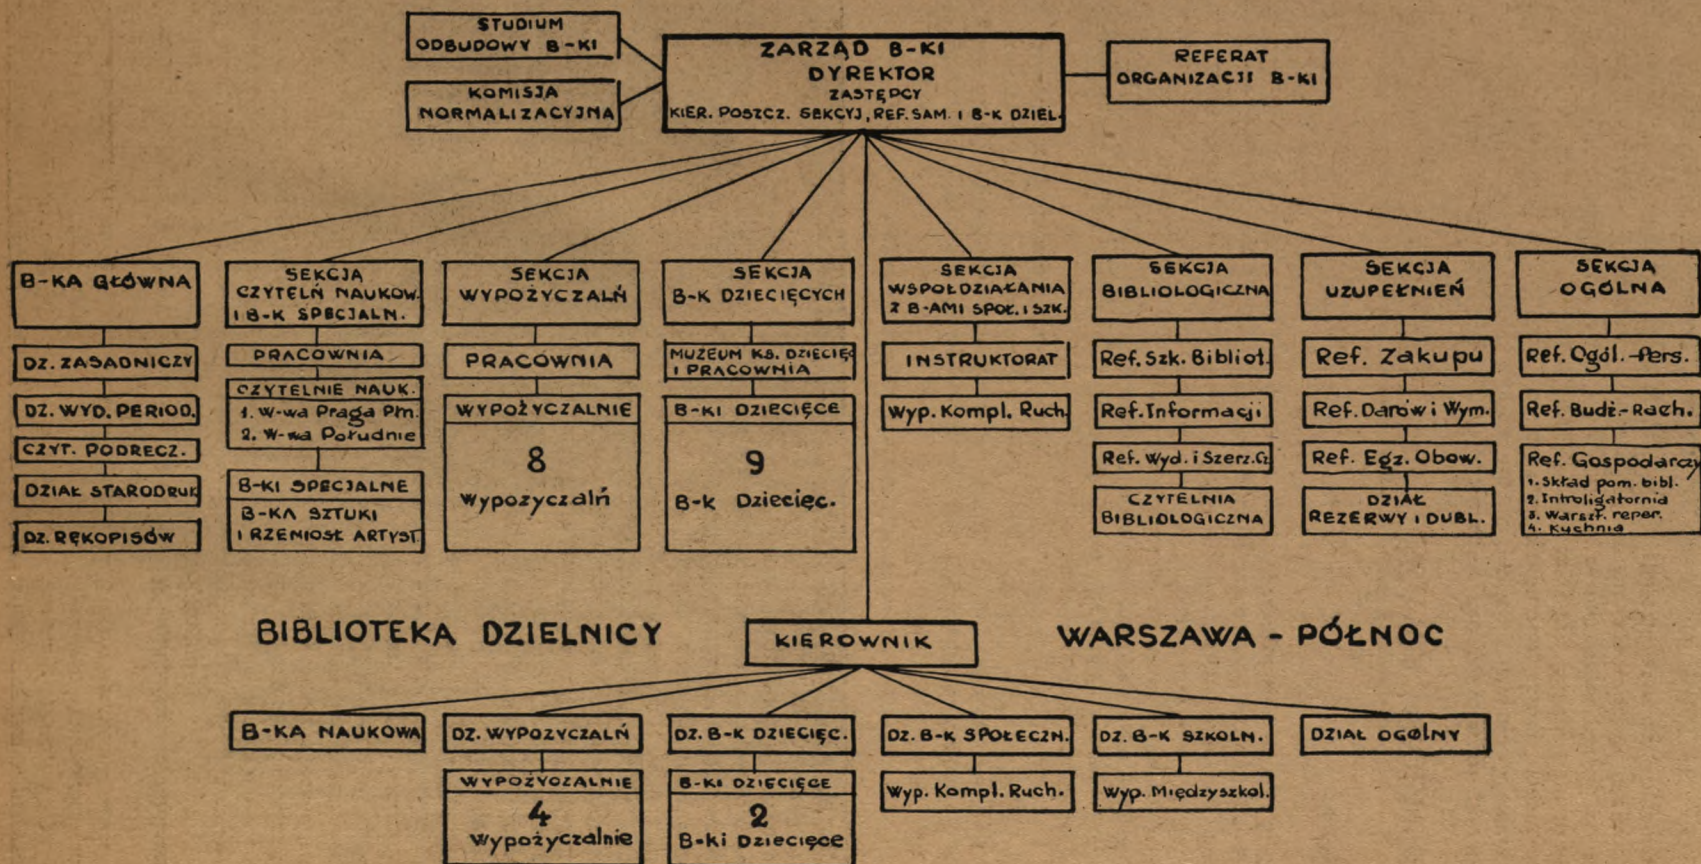 STUDIUM
ODBUDOWY B-KI
KOMISJA
NORMALIZACYJNA
ZARZĄD B-KI
DYREKTOR
ZASTĘPCY
KIER. POSZCZ. SEKCYJ, REF. SAM. I B-K DZIEL.
REFERAT
ORGANIZACJI B-KI
B-KA GŁÓWNA
DZ. ZASADNICZY
DZ. WYD. PERIOD.
CZYT. PODRECZ.
DZIAŁ STARODRUK
DZ. RĘKOPISÓW
SEKCJA
CZYTELŃ NAUKOW.
I B-K SPECJALN.
PRACOWNIA
CZYTELNIE NAUK.
1. W-wa Praga Płn.
2. W-wa Południe
B-KI SPECJALNE
B-KA SZTUKI
I RZEMIOSŁ ARTYST.
SEKCJA
WYPOŻYCZALŃ
PRACOWNIA
WYPOŻYCZALNIE
8
Wypożyczalń
SEKCJA
B-K DZIECIĘCYCH
MUZEUM KS. DZIECIĘC
I PRACOWNIA
B-KI DZIECIĘCE
9
B-k Dziecięc.
SEKCJA
WSPÓŁDZIAŁANIA
Z B-AMI SPOŁ. I SZK.
INSTRUKTORAT
Wyp. Kompl. Ruch.
SEKCJA
BIBLIOLOGICZNA
Ref. Szk. Bibliot.
Ref. Informacji
Ref. Wyd. i Szerz. Cz.
CZYTELNIA
BIBLIOLOGICZNA
SEKCJA
UZUPEŁNIEŃ
Ref. Zakupu
Ref. Darów i Wym.
Ref. Egz. Obow.
DZIAŁ
REZERWY I DUBL.
SEKCJA
OGÓLNA
Ref. Ogól.-Pers.
Ref. Budż.-Rach.
Ref. Gospodarczy
1. Skład pom. bibl.
2. Introligatornia
3. Warszt. reper.
4. Kuchnia
BIBLIOTEKA DZIELNICY
KIEROWNIK
WARSZAWA - PÓŁNOC
B-KA NAUKOWA
DZ. WYPOŻYCZALŃ
WYPOŻYCZALNIE
4
Wypożyczalnie
DZ. B-K DZIECIĘC.
B-KI DZIECIĘCE
2
B-ki Dziecięce
DZ. B-K SPOŁECZN.
Wyp. Kompl. Ruch.
DZ. B-K SZKOLN.
Wyp. Międzyszkol.
DZIAŁ OGÓLNY